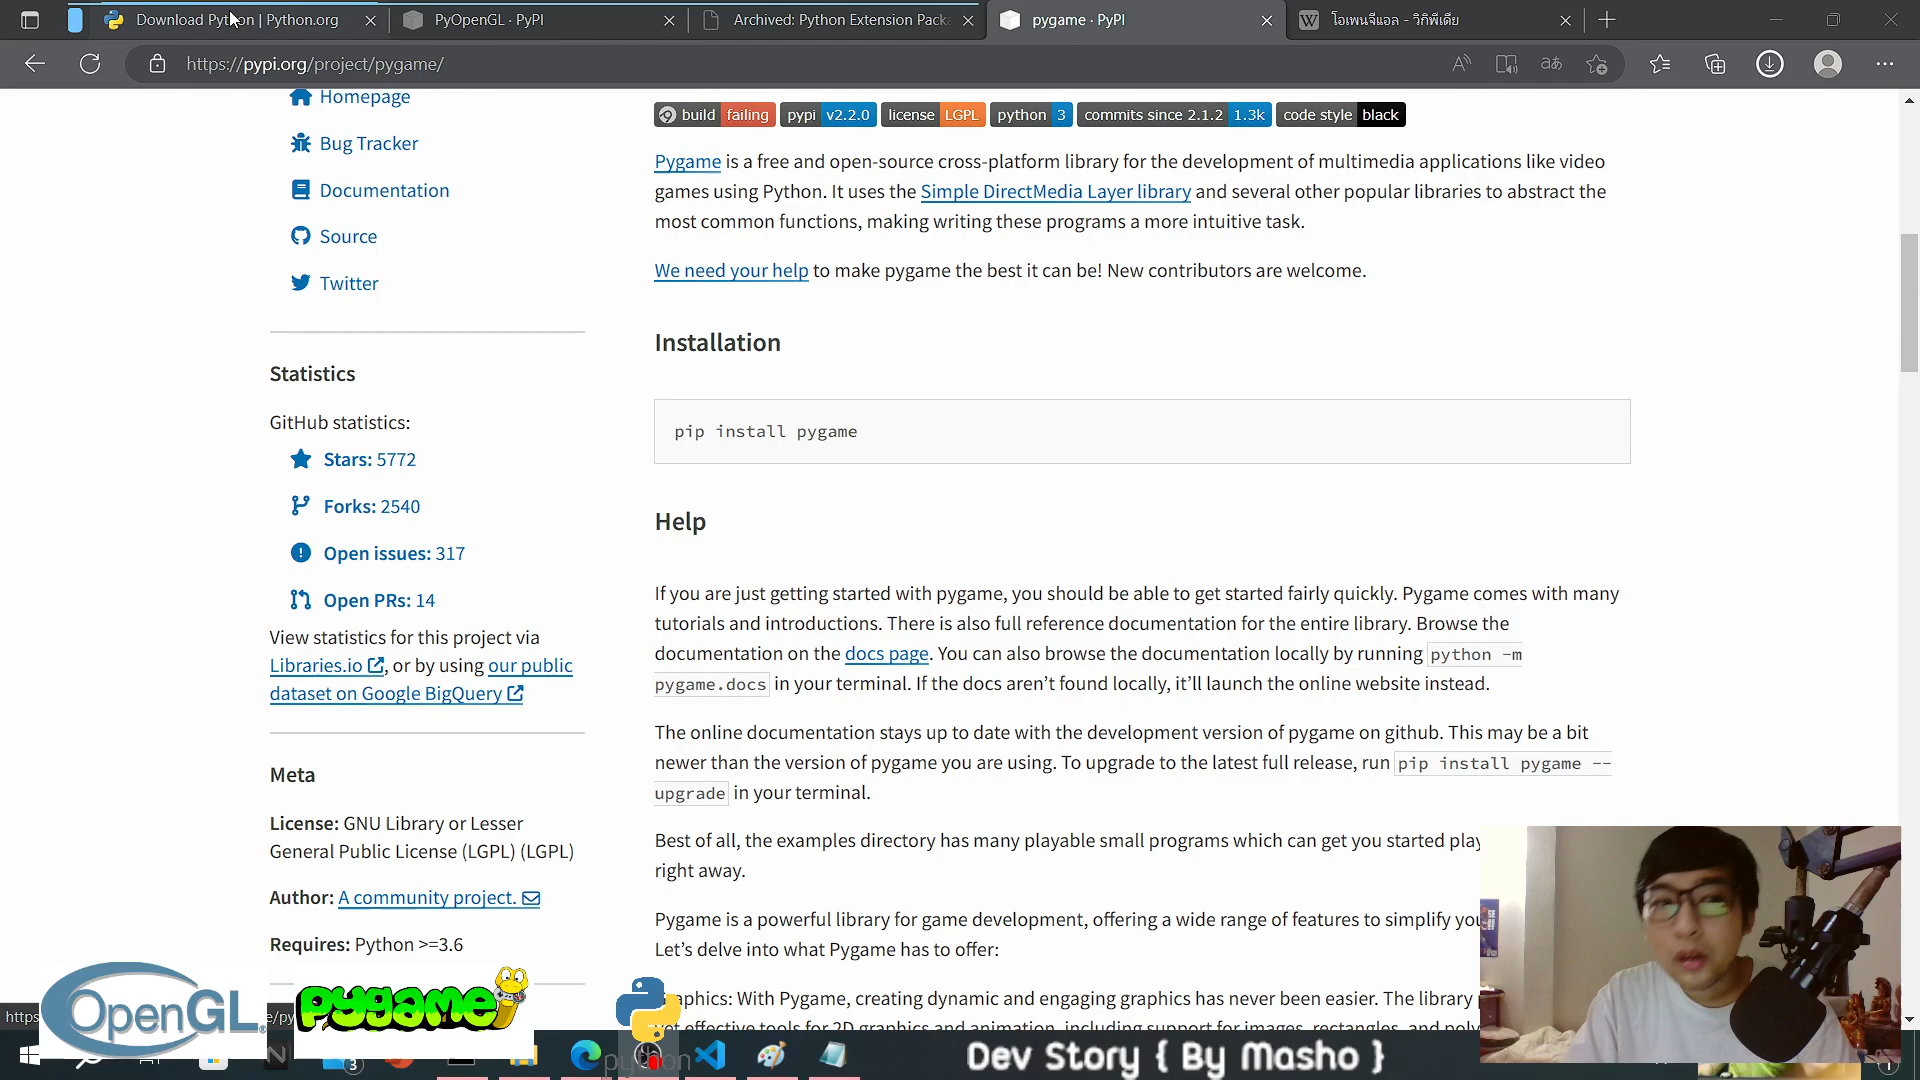 Download Python | Python.org
PyOpenGL · PyPI
Archived: Python Extension Packa
pygame · PyPI
โอเพนจีแอล - วิกิพีเดีย
https://pypi.org/project/pygame/
Homepage
Bug Tracker
Documentation
Source
Twitter
Statistics
GitHub statistics:
Stars: 5772
Forks: 2540
Open issues: 317
Open PRs: 14
View statistics for this project via
Libraries.io, or by using our public
dataset on Google BigQuery
Meta
License: GNU Library or Lesser
General Public License (LGPL) (LGPL)
Author: A community project.
Requires: Python >=3.6
build failing pypi v2.2.0 license LGPL python 3 commits since 2.1.2 1.3k code style black
Pygame is a free and open-source cross-platform library for the development of multimedia applications like video
games using Python. It uses the Simple DirectMedia Layer library and several other popular libraries to abstract the
most common functions, making writing these programs a more intuitive task.
We need your help to make pygame the best it can be! New contributors are welcome.
Installation
pip install pygame
Help
If you are just getting started with pygame, you should be able to get started fairly quickly. Pygame comes with many
tutorials and introductions. There is also full reference documentation for the entire library. Browse the
documentation on the docs page. You can also browse the documentation locally by running python -m
pygame.docs in your terminal. If the docs aren’t found locally, it’ll launch the online website instead.
The online documentation stays up to date with the development version of pygame on github. This may be a bit
newer than the version of pygame you are using. To upgrade to the latest full release, run pip install pygame --
upgrade in your terminal.
Best of all, the examples directory has many playable small programs which can get you started play
right away.
Pygame is a powerful library for game development, offering a wide range of features to simplify you
Let’s delve into what Pygame has to offer:
aphics: With Pygame, creating dynamic and engaging graphics has never been easier. The library
yet effective tools for 2D graphics and animation, including support for images, rectangles, and poly
https
e/py
OpenGL
pygame
python
3
Dev Story { By Masho }